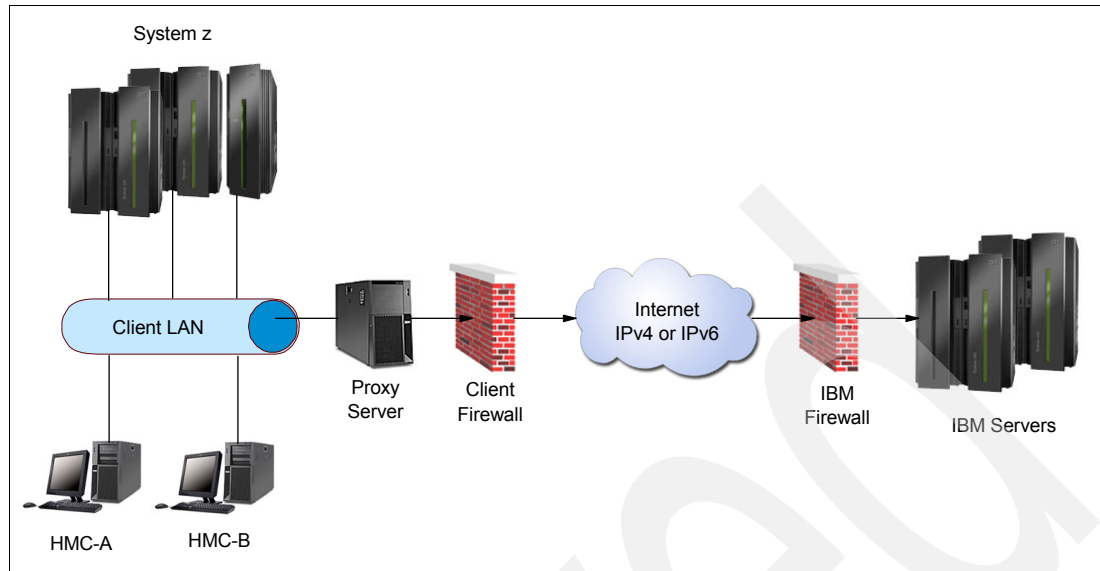 System z
Client LAN
Proxy
Server
Client
Firewall
Internet
IPv4 or IPv6
IBM
Firewall
IBM Servers
HMC-A
HMC-B